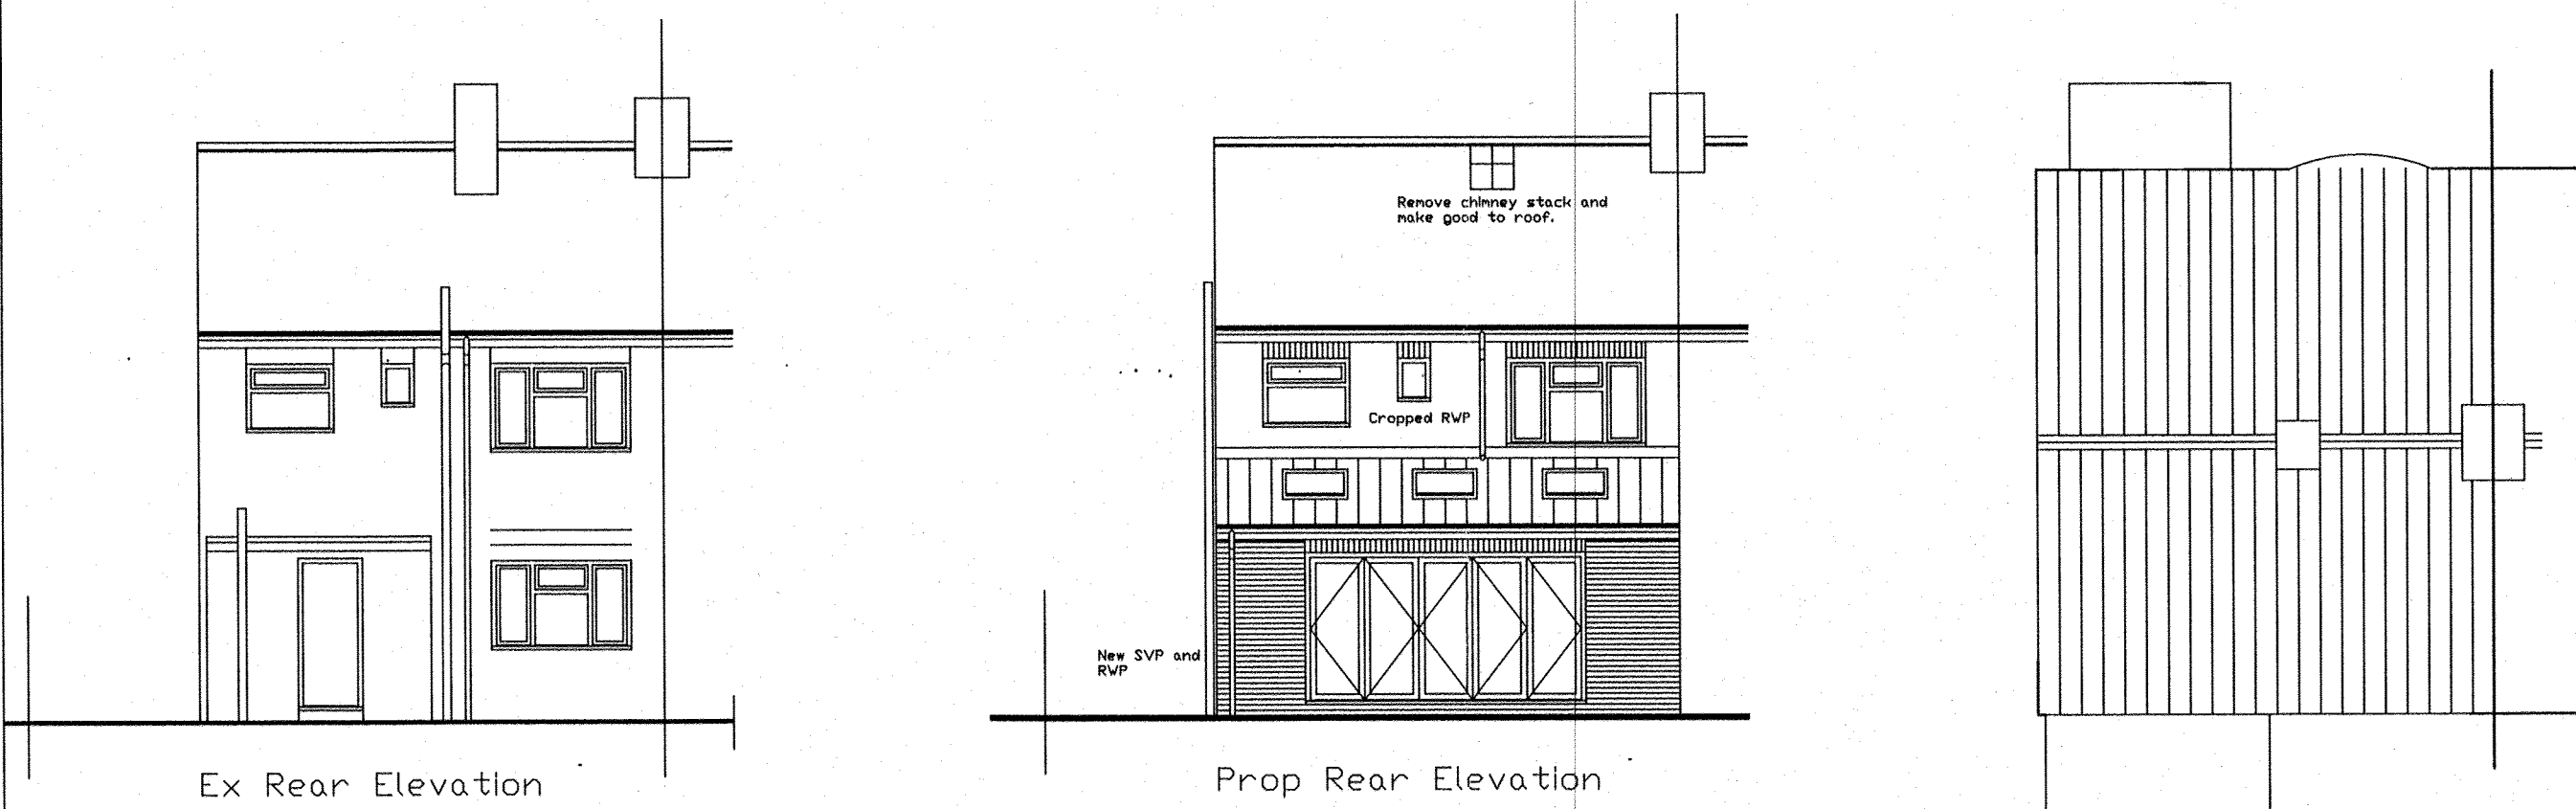 Remove chimney stack and
make good to roof.
Cropped RWP
New SVP and
RWP
Ex Rear Elevation
Prop Rear Elevation